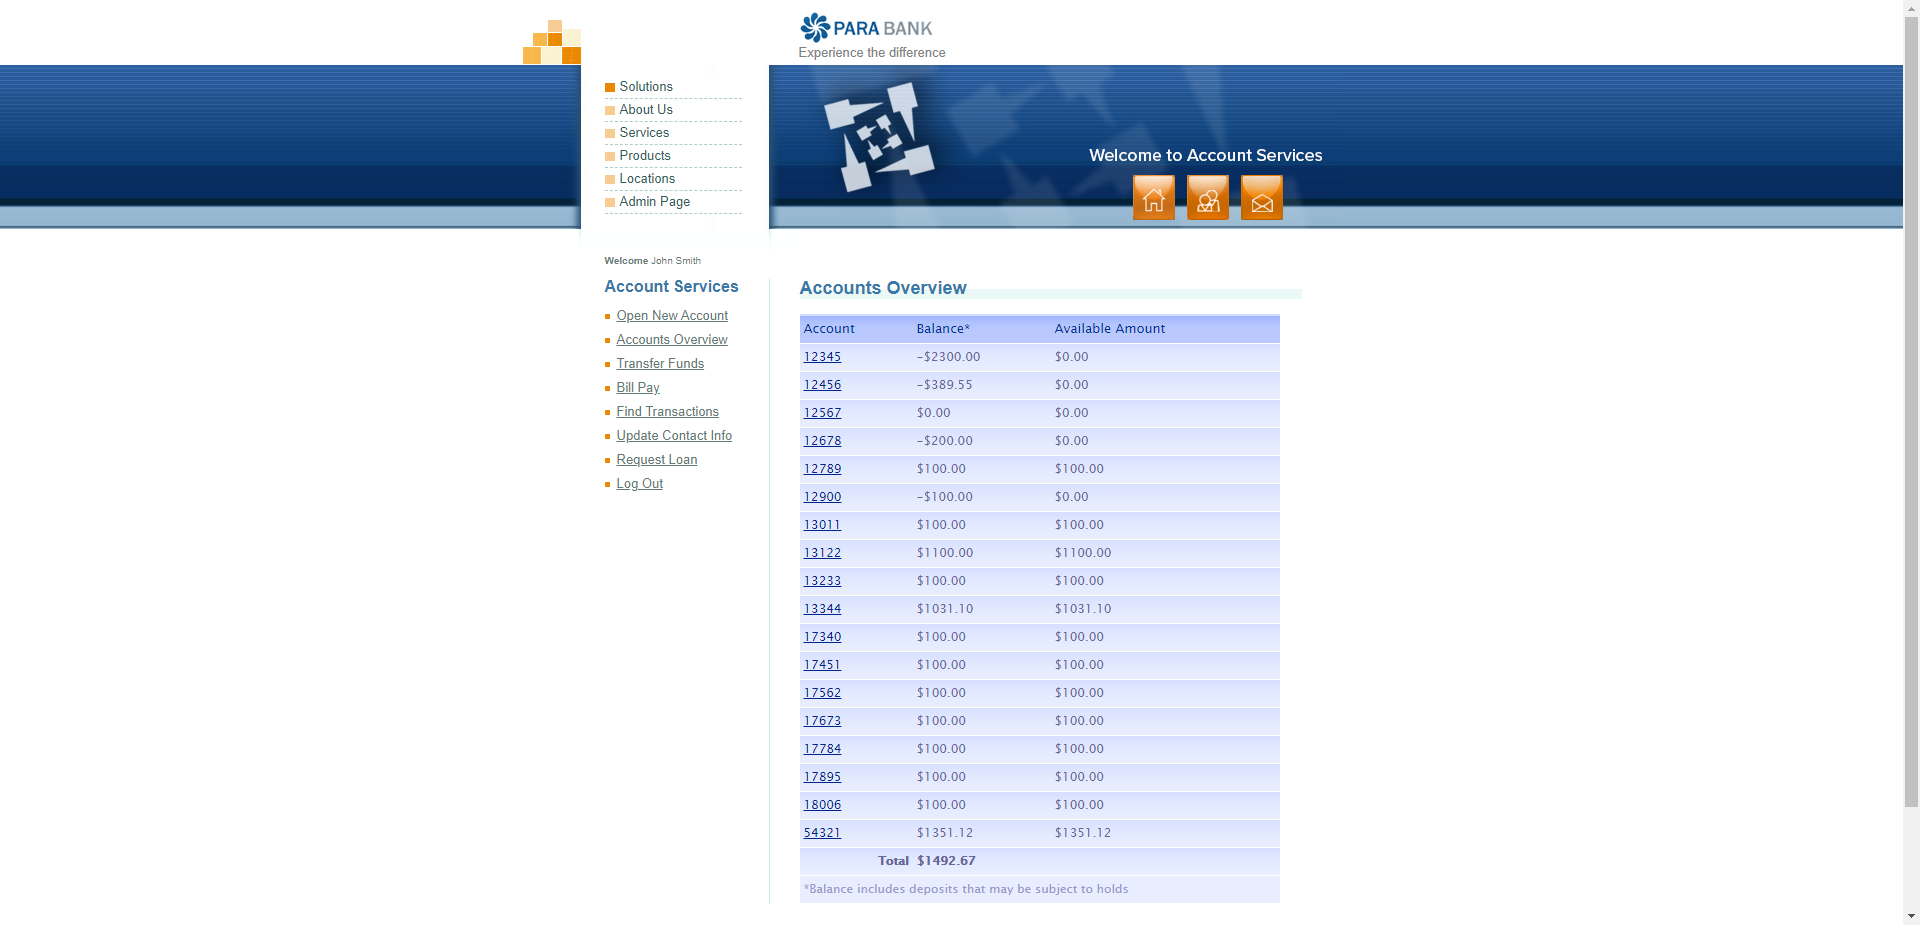 PARA BANK
Experience the difference
Solutions
About Us
Services
Products
Locations
Admin Page
Welcome to Account Services
Welcome John Smith
Account Services
Open New Account
Accounts Overview
Transfer Funds
Bill Pay
Find Transactions
Update Contact Info
Request Loan
Log Out
Accounts Overview
Account Balance* Available Amount
12345 -$2300.00 $0.00
12456 -$389.55 $0.00
12567 $0.00 $0.00
12678 -$200.00 $0.00
12789 $100.00 $100.00
12900 -$100.00 $0.00
13011 $100.00 $100.00
13122 $1100.00 $1100.00
13233 $100.00 $100.00
13344 $1031.10 $1031.10
17340 $100.00 $100.00
17451 $100.00 $100.00
17562 $100.00 $100.00
17673 $100.00 $100.00
17784 $100.00 $100.00
17895 $100.00 $100.00
18006 $100.00 $100.00
54321 $1351.12 $1351.12
Total $1492.67
*Balance includes deposits that may be subject to holds